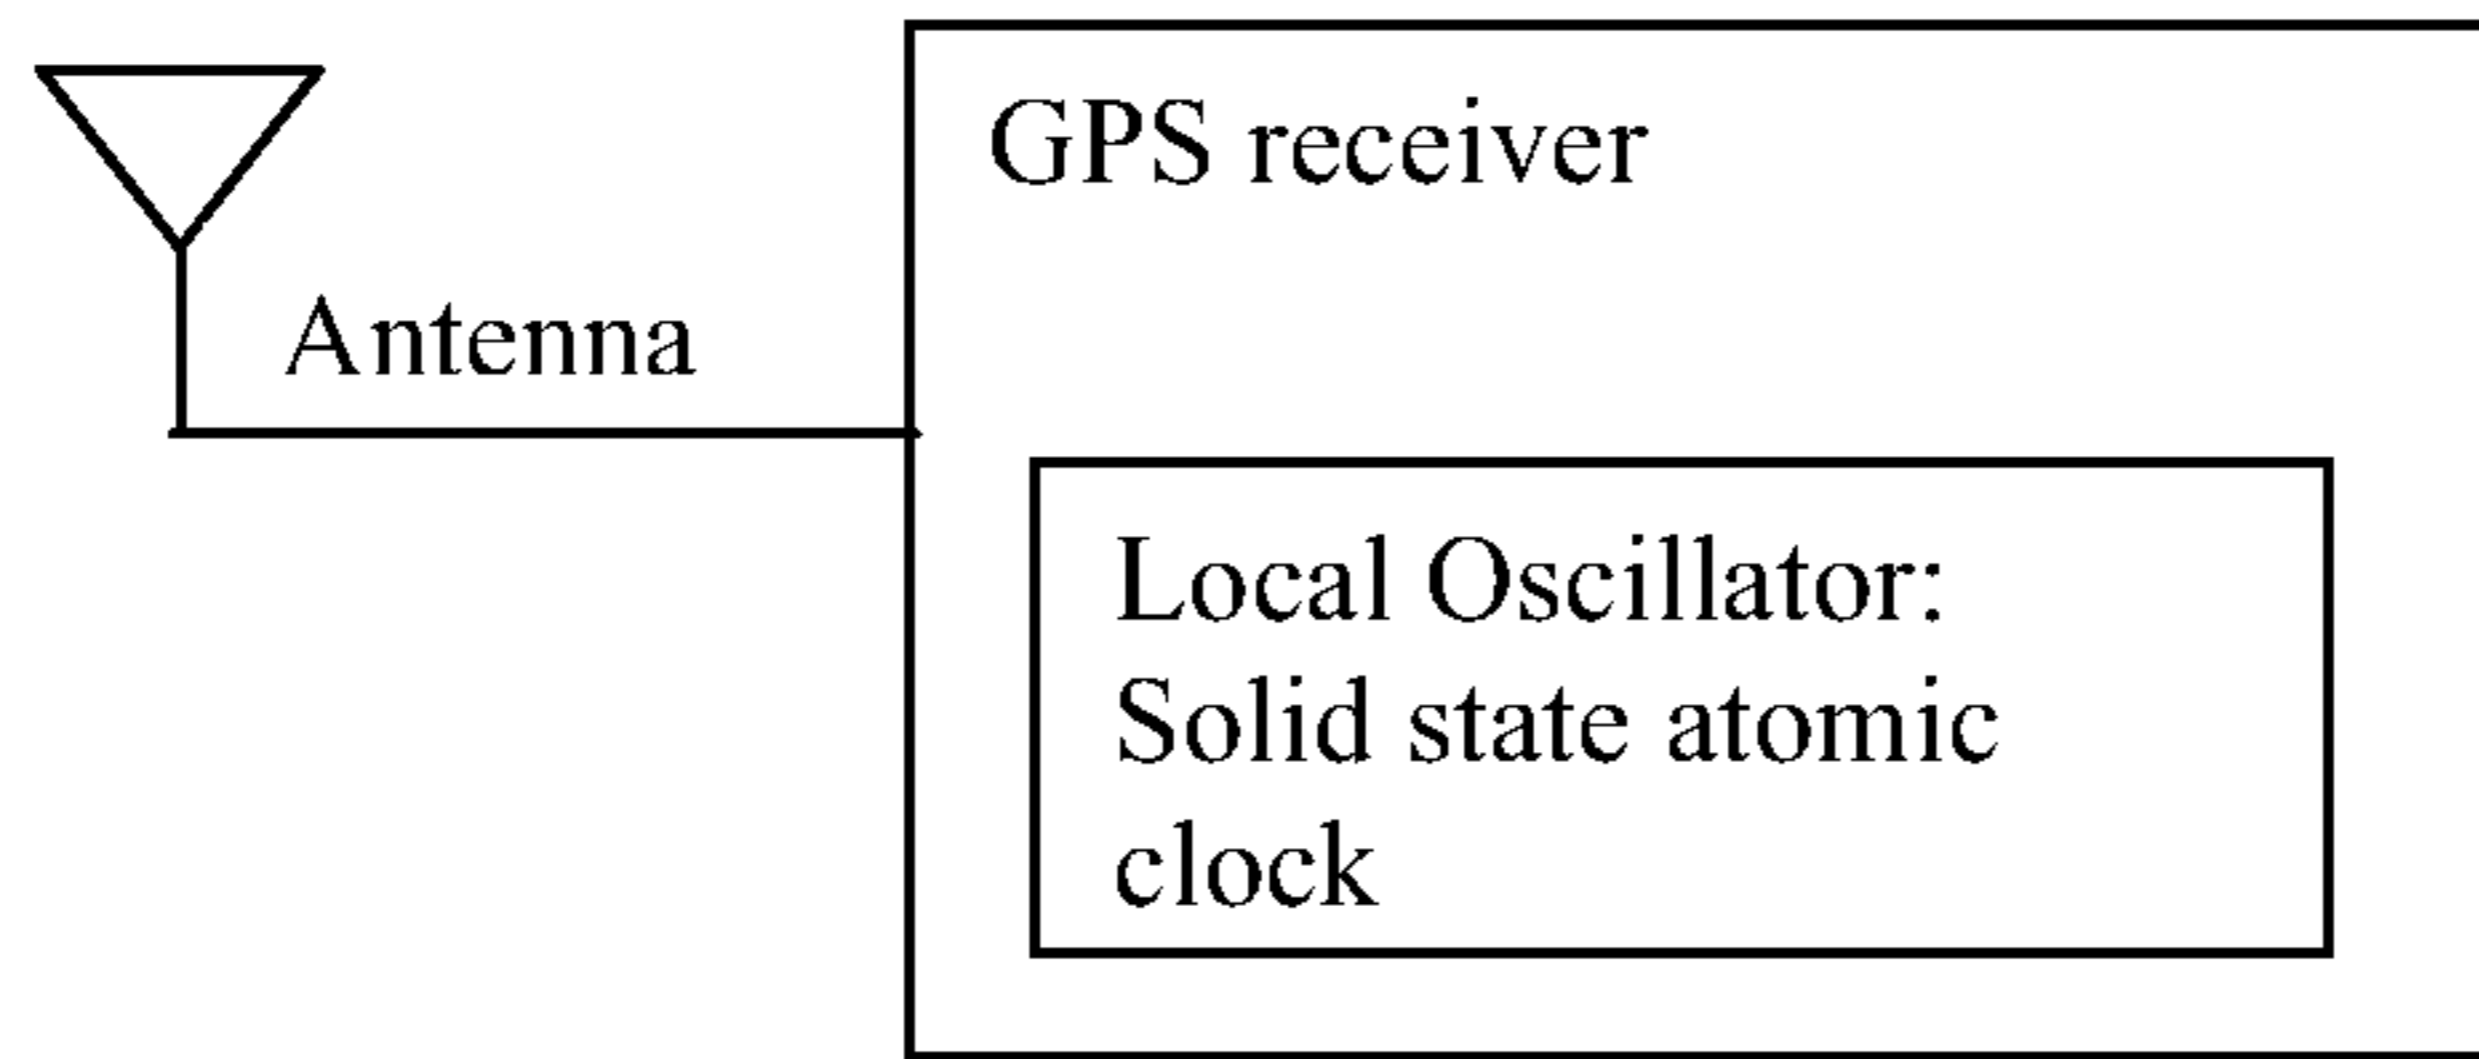 GPS receiver
Antenna
Local Oscillator:
Solid state atomic
clock